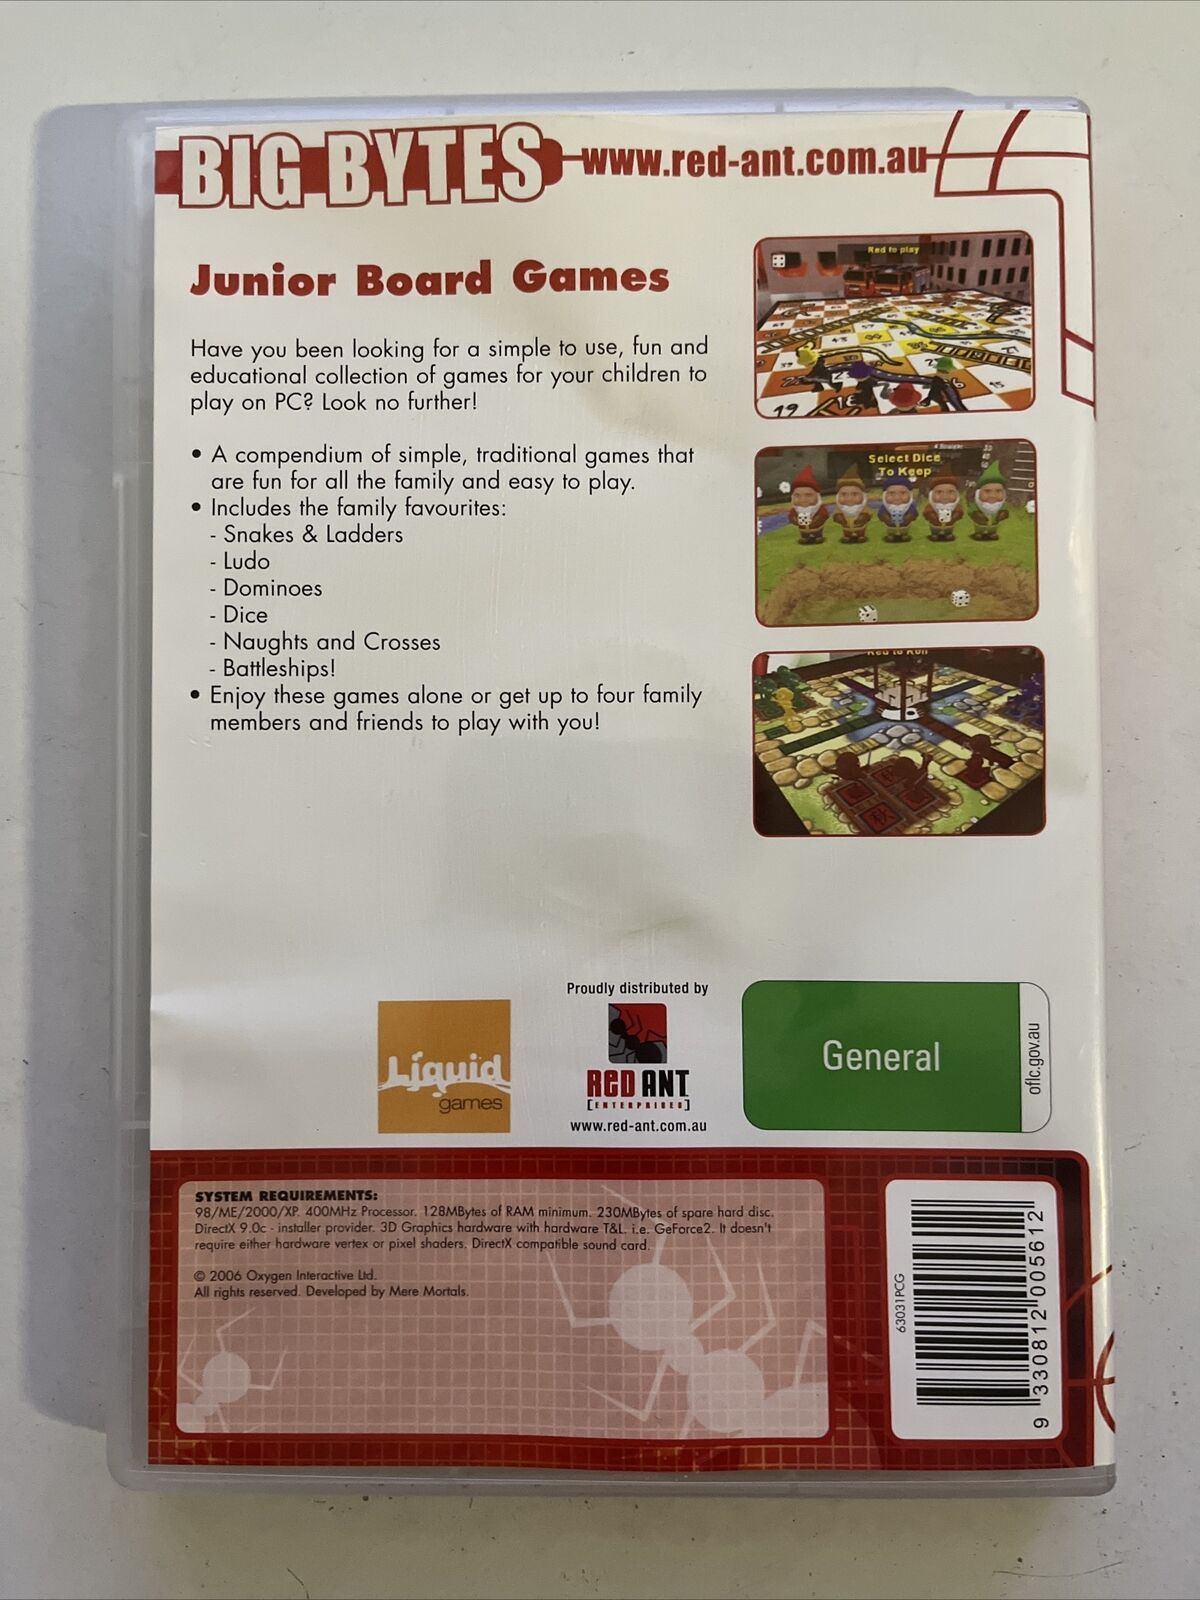 BIG BYTES
www.red-ant.com.au
Junior Board Games
Have you been looking for a simple to use, fun and
educational collection of games for your children to
play on PC? Look no further!
• A compendium of simple, traditional games that
are fun for all the family and easy to play.
• Includes the family favourites:
- Snakes & Ladders
- Ludo
- Dominoes
- Dice
- Naughts and Crosses
- Battleships!
• Enjoy these games alone or get up to four family
members and friends to play with you!
Red to play
19
18
Select Dice
To Keep
Red to Roll
Liquid
games
Proudly distributed by
RED ANT
[ENTERPRISES]
www.red-ant.com.au
General
oflc.gov.au
SYSTEM REQUIREMENTS:
98/ME/2000/XP. 400MHz Processor. 128MBytes of RAM minimum. 230MBytes of spare hard disc.
DirectX 9.0c - installer provider. 3D Graphics hardware with hardware T&L. i.e. GeForce2. It doesn't
require either hardware vertex or pixel shaders. DirectX compatible sound card.
© 2006 Oxygen Interactive Ltd.
All rights reserved. Developed by Mere Mortals.
63031PCG
9 330812 005612